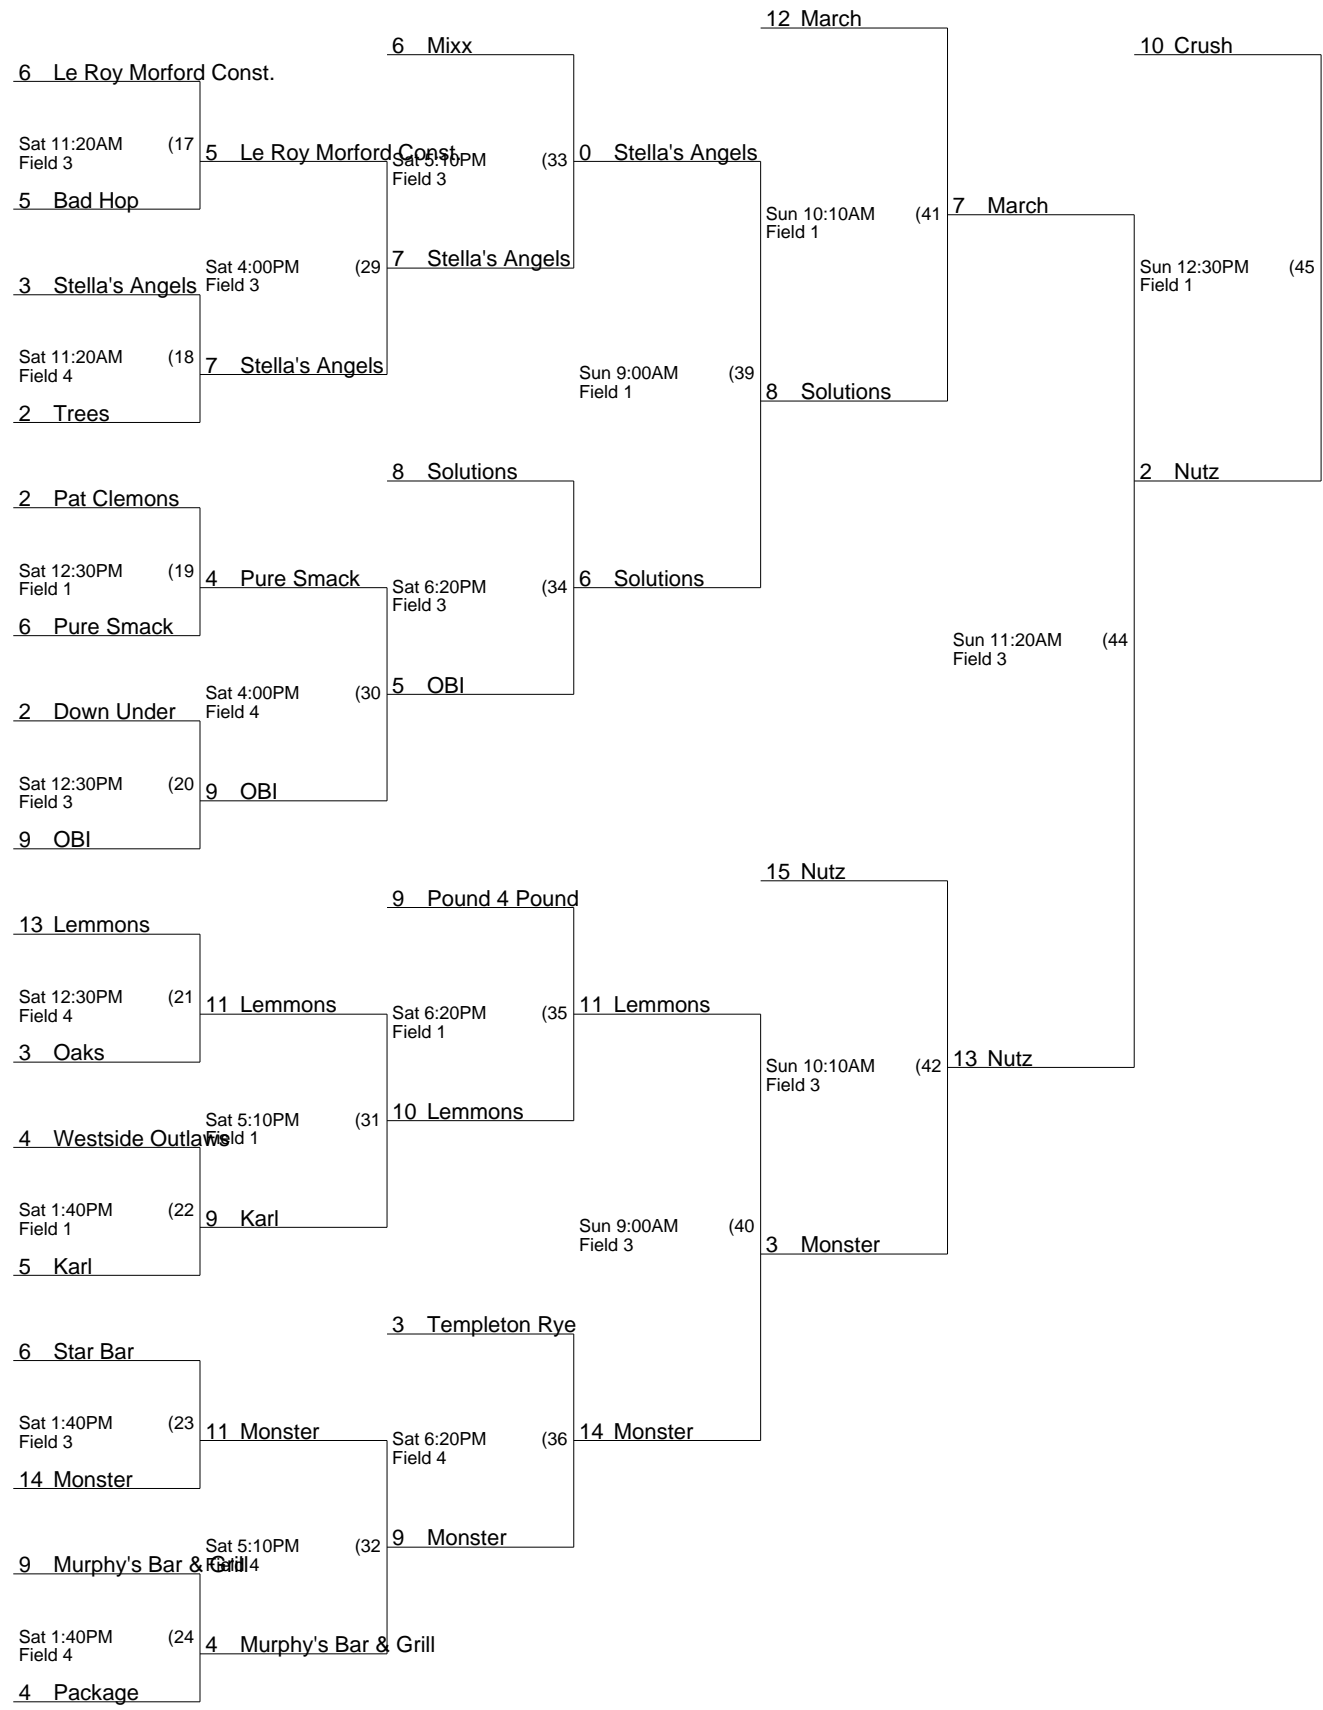 12 March
10 Crush
6 Mixx
6 Le Roy Morford Const.
Sat 11:20AM (17
Field 3
5 Le Roy Morford Const.
Sat 5:10PM (33
Field 3
0 Stella's Angels
5 Bad Hop
Sun 10:10AM (41
Field 1
7 March
Sat 4:00PM (29
Field 3
7 Stella's Angels
Sun 12:30PM (45
Field 1
3 Stella's Angels
Sat 11:20AM (18
Field 4
7 Stella's Angels
Sun 9:00AM (39
Field 1
8 Solutions
2 Trees
8 Solutions
2 Nutz
2 Pat Clemons
Sat 12:30PM (19
Field 1
4 Pure Smack
Sat 6:20PM (34
Field 3
6 Solutions
6 Pure Smack
Sun 11:20AM (44
Field 3
Sat 4:00PM (30
Field 4
5 OBI
2 Down Under
Sat 12:30PM (20
Field 3
9 OBI
9 OBI
15 Nutz
9 Pound 4 Pound
13 Lemmons
Sat 12:30PM (21
Field 4
11 Lemmons
Sat 6:20PM (35
Field 1
11 Lemmons
3 Oaks
Sun 10:10AM (42
Field 3
13 Nutz
Sat 5:10PM (31
Field 1
10 Lemmons
4 Westside Outlaws
Sat 1:40PM (22
Field 1
9 Karl
Sun 9:00AM (40
Field 3
3 Monster
5 Karl
3 Templeton Rye
6 Star Bar
Sat 1:40PM (23
Field 3
11 Monster
Sat 6:20PM (36
Field 4
14 Monster
14 Monster
Sat 5:10PM (32
Field 4
9 Monster
9 Murphy's Bar & Grill
Sat 1:40PM (24
Field 4
4 Murphy's Bar & Grill
4 Package